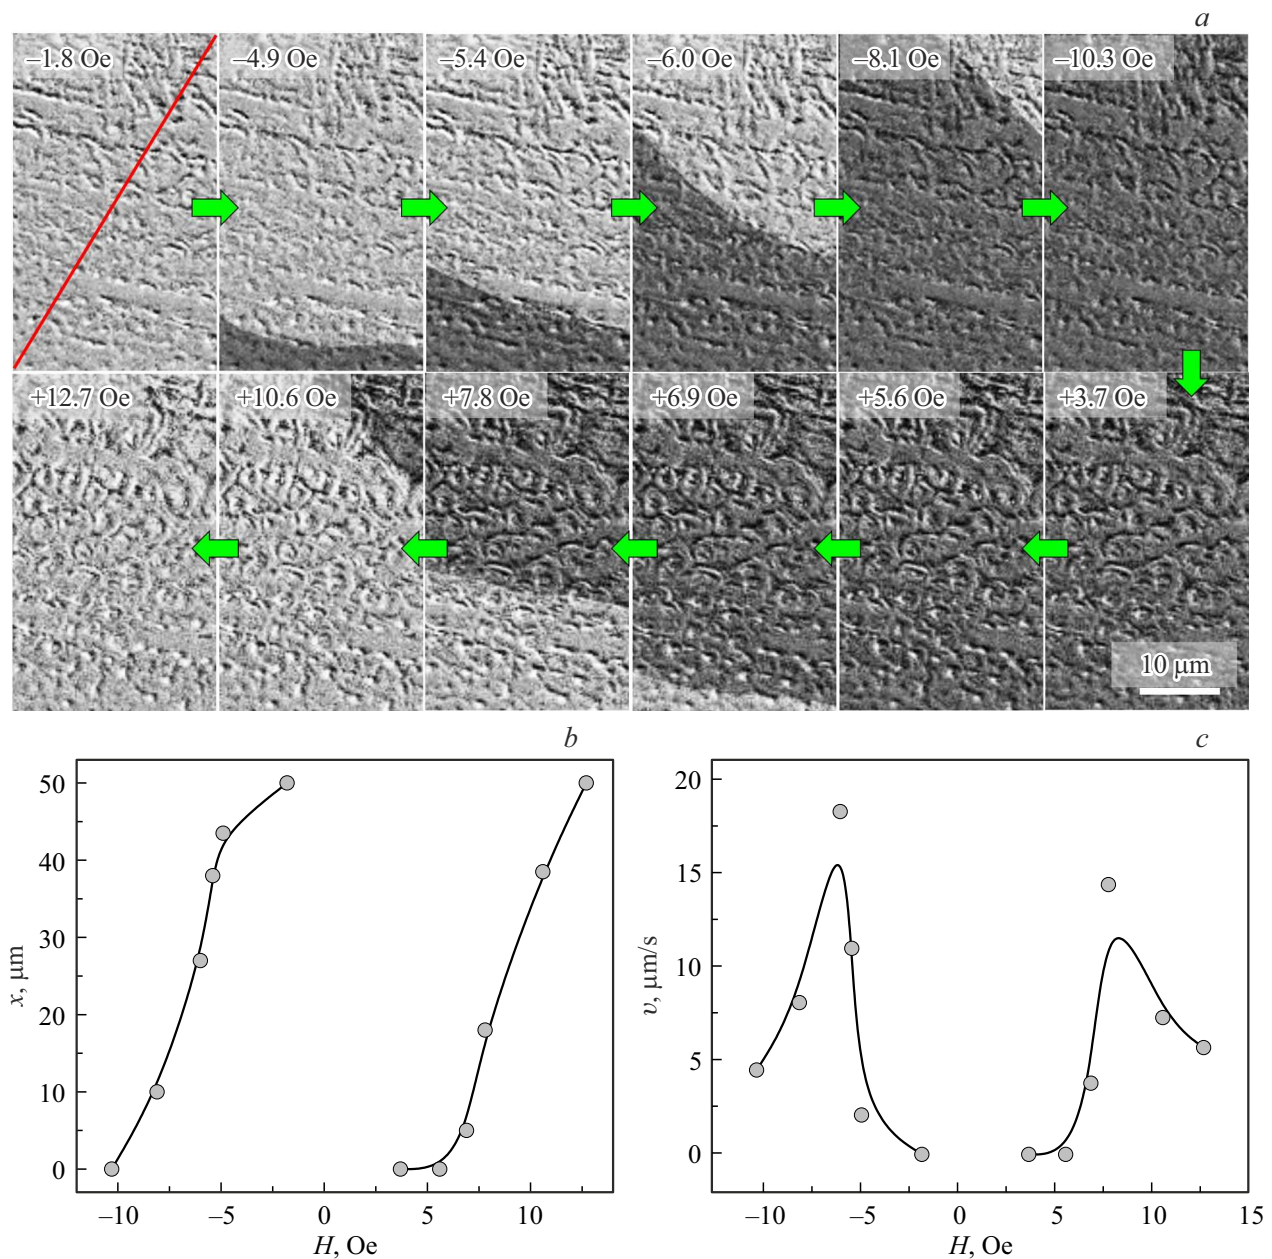 a
–1.8 Oe –4.9 Oe –5.4 Oe –6.0 Oe –8.1 Oe –10.3 Oe
+12.7 Oe +10.6 Oe +7.8 Oe +6.9 Oe +5.6 Oe +3.7 Oe
10 μm
b
50
40
30
20
10
0
x, μm
–10 –5 0 5 10
H, Oe
c
20
15
10
5
0
v, μm/s
–10 –5 0 5 10 15
H, Oe